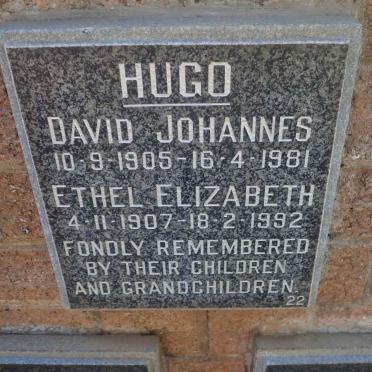 HUGO
DAVID JOHANNES
10-9-1905-16-4-1981
ETHEL ELIZABETH
4-11-1907-18-2-1992
FONDLY REMEMBERED
BY THEIR CHILDREN
AND GRANDCHILDREN.
22